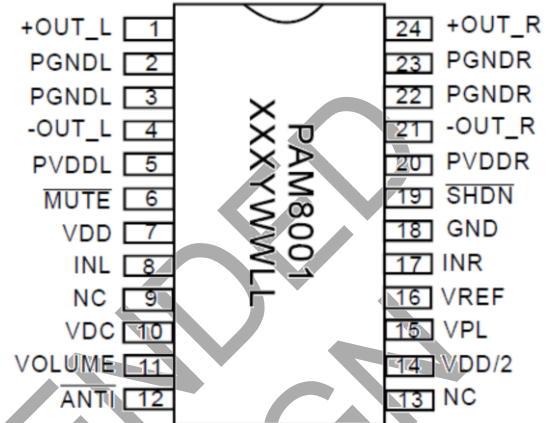 +OUT_L 1 24 +OUT_R
PGNDL 2 23 PGNDR
PGNDL 3 22 PGNDR
-OUT_L 4 21 -OUT_R
PVDDL 5 20 PVDDR
MUTE 6 19 SHDN
VDD 7 18 GND
INL 8 17 INR
NC 9 16 VREF
VDC 10 15 VPL
VOLUME 11 14 VDD/2
ANTI 12 13 NC
PAM8001
XXXYWWLL